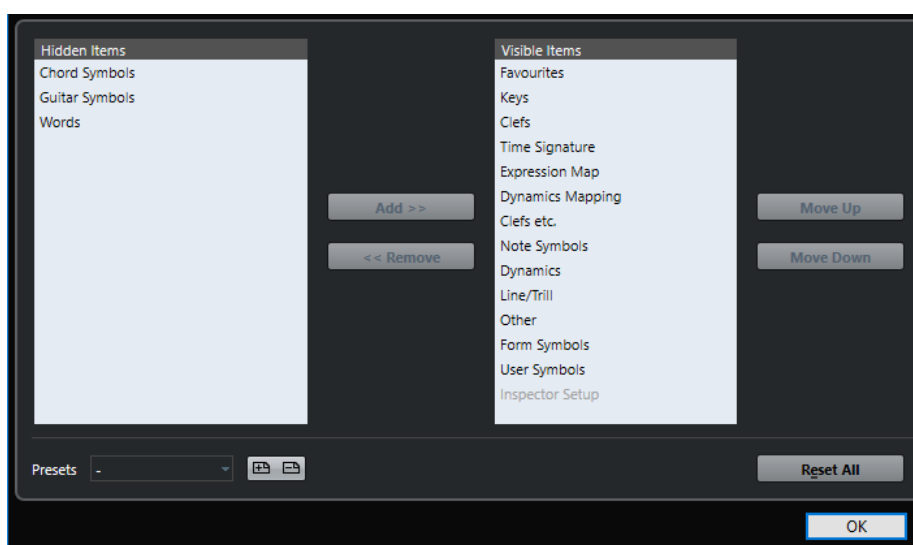 Hidden Items
Chord Symbols
Guitar Symbols
Words
Add >>
<< Remove
Visible Items
Favourites
Keys
Clefs
Time Signature
Expression Map
Dynamics Mapping
Clefs etc.
Note Symbols
Dynamics
Line/Trill
Other
Form Symbols
User Symbols
Inspector Setup
Move Up
Move Down
Presets -
Reset All
OK